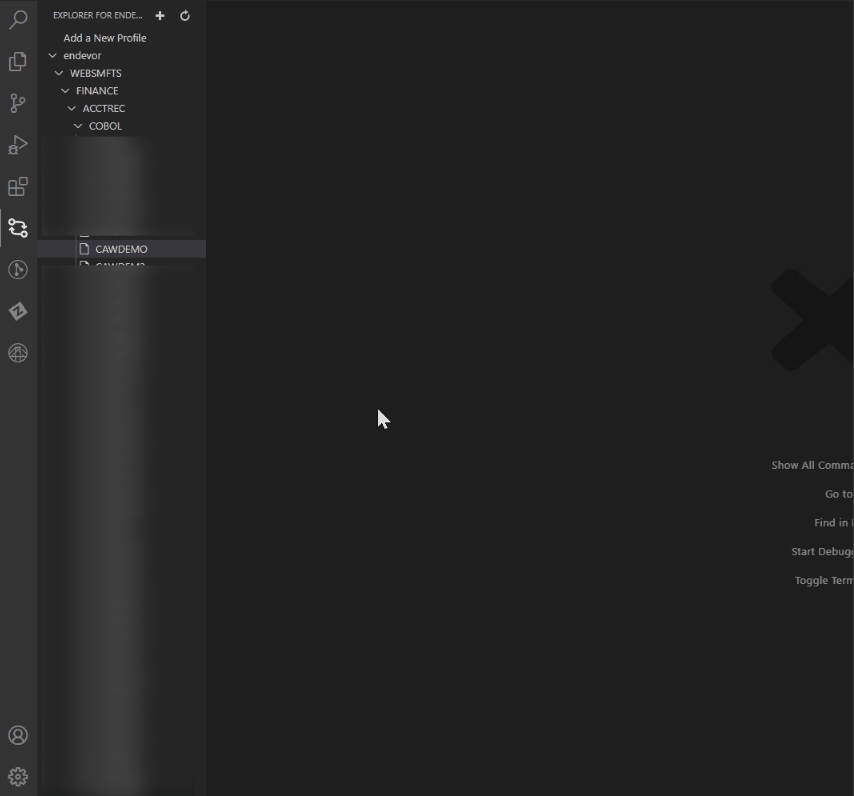 EXPLORER FOR ENDE...
Add a New Profile
endevor
WEBSMFTS
FINANCE
ACCTREC
COBOL
CAWDEMO
Show All Comma
Go to
Find in
Start Debug
Toggle Term